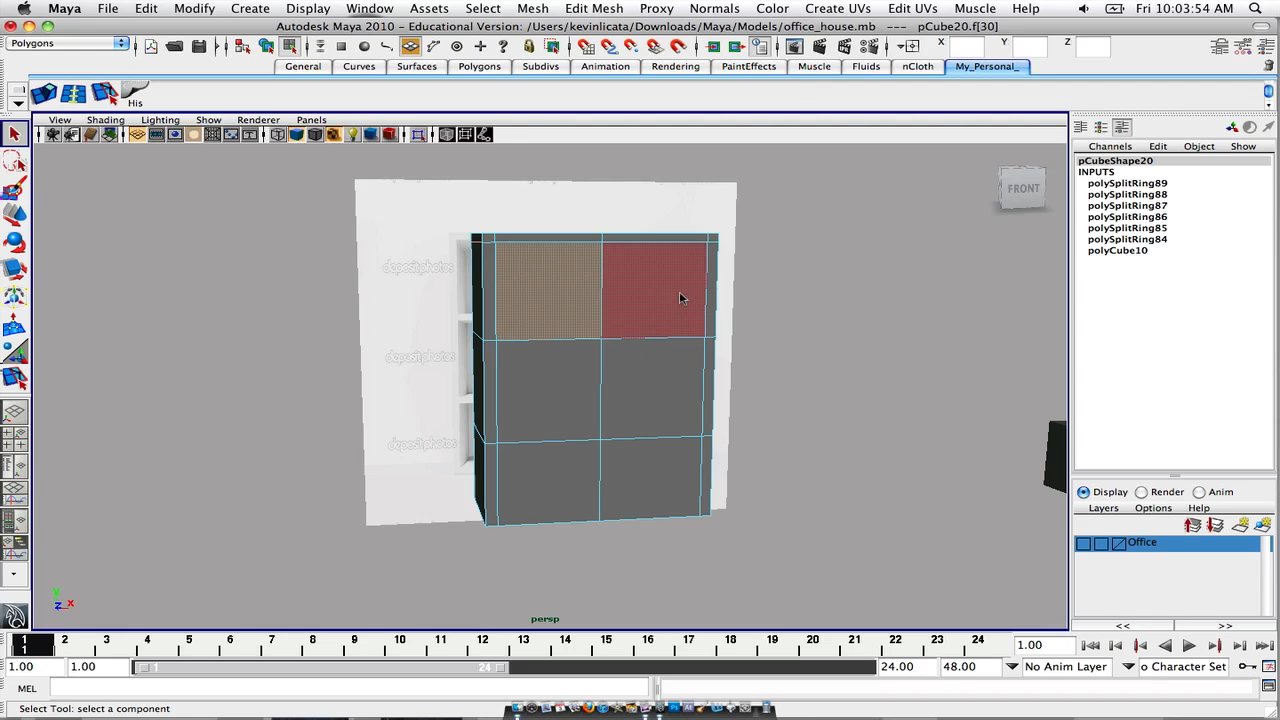 Maya File Edit Modify Create Display Window Assets Select Mesh Edit Mesh Proxy Normals Color Create UVs Edit UVs Muscle Help Fri 10:03:54 AM
Autodesk Maya 2010 - Educational Version: /Users/kevinlicata/Downloads/Maya/Models/office_house.mb --- pCube20.f[30]
Polygons X Y Z
General Curves Surfaces Polygons Subdivs Animation Rendering PaintEffects Muscle Fluids nCloth My_Personal_
His
View Shading Lighting Show Renderer Panels
Channels Edit Object Show
pCubeShape20
INPUTS
polySplitRing89
polySplitRing88
polySplitRing87
polySplitRing86
polySplitRing85
polySplitRing84
polyCube10
FRONT
depositphotos
depositphotos
depositphotos
Display Render Anim
Layers Options Help
Office
y
z x
persp
<< >>
1 2 3 4 5 6 7 8 9 10 11 12 13 14 15 16 17 18 19 20 21 22 23 24 1.00
1
1.00 1.00 1 24 24.00 48.00 No Anim Layer o Character Set
MEL
Select Tool: select a component